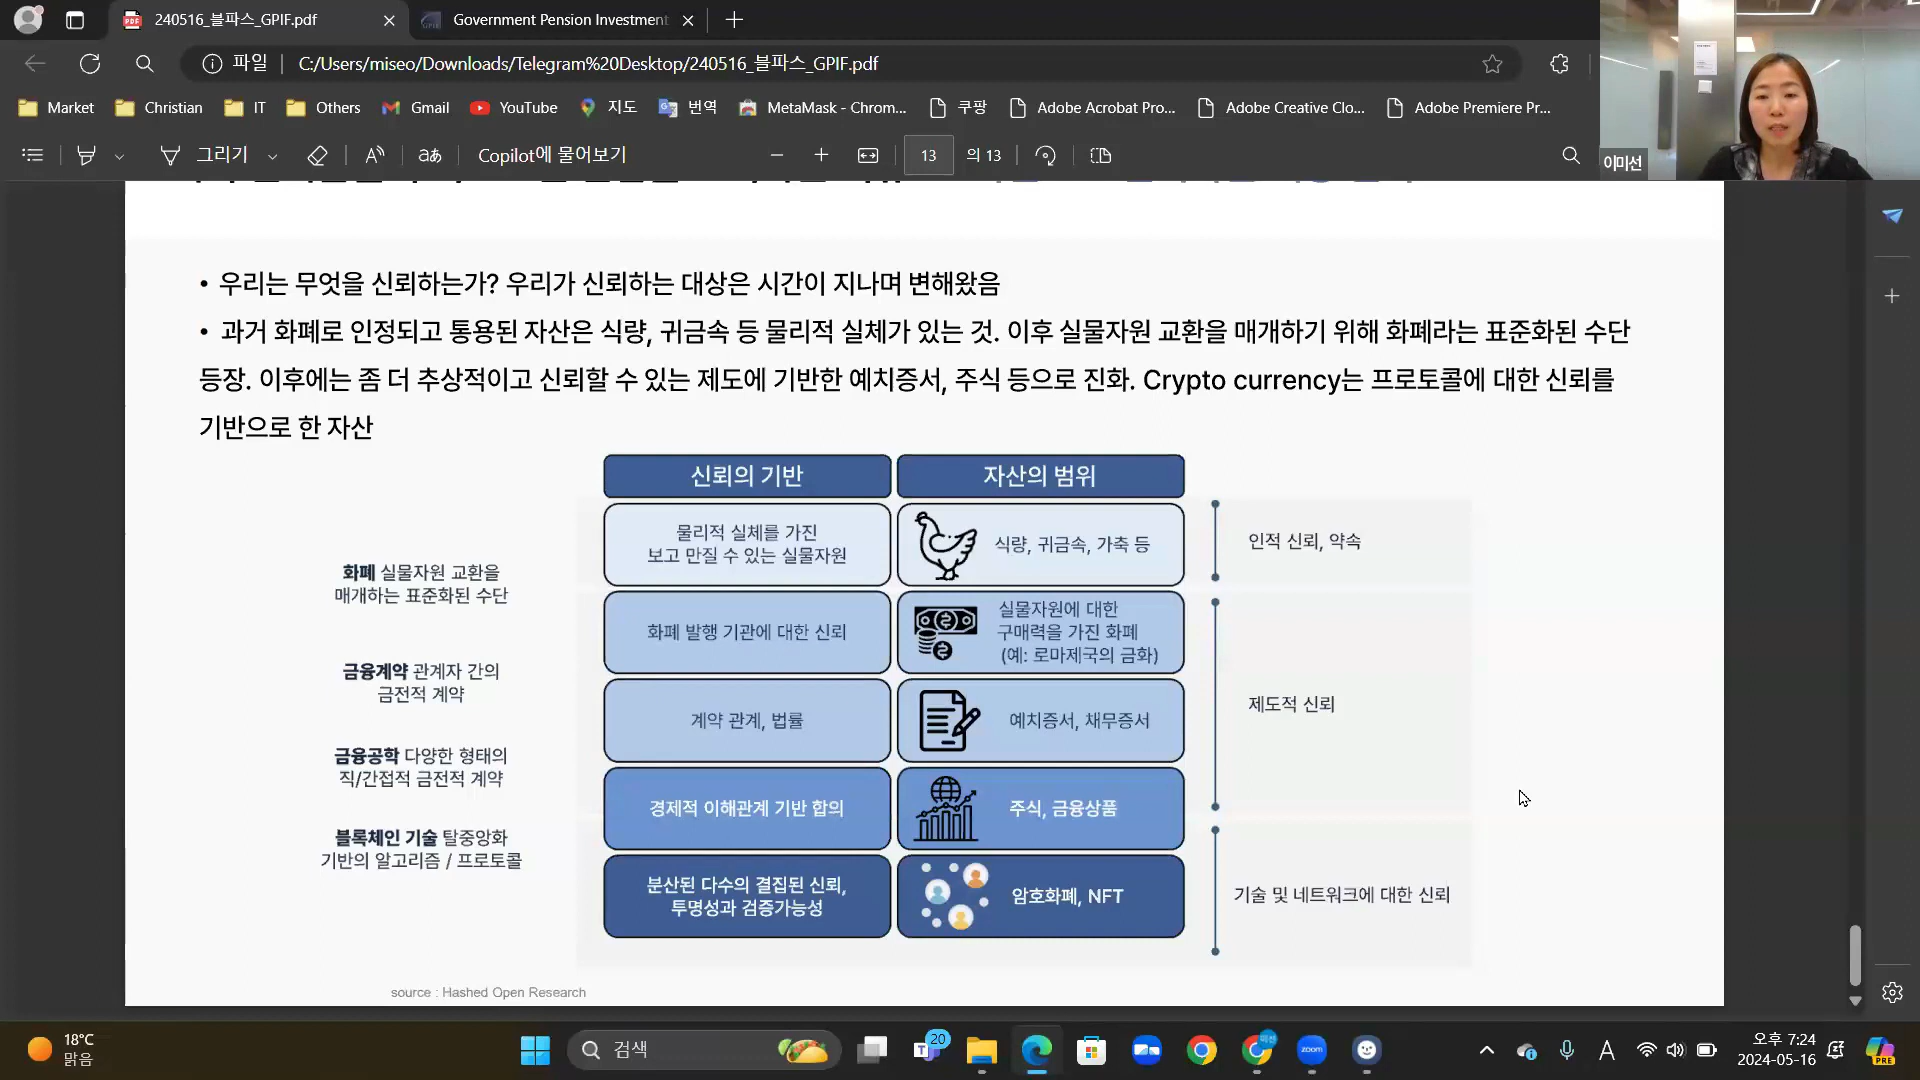 240516_블파스_GPIF.pdf
Government Pension Investment
파일
C:/Users/miseo/Downloads/Telegram%20Desktop/240516_블파스_GPIF.pdf
Market
Christian
IT
Others
Gmail
YouTube
지도
번역
MetaMask - Chrom...
쿠팡
Adobe Acrobat Pro...
Adobe Creative Clo...
Adobe Premiere Pr...
그리기
Copilot에 물어보기
13
의 13
이미선
• 우리는 무엇을 신뢰하는가? 우리가 신뢰하는 대상은 시간이 지나며 변해왔음
• 과거 화폐로 인정되고 통용된 자산은 식량, 귀금속 등 물리적 실체가 있는 것. 이후 실물자원 교환을 매개하기 위해 화폐라는 표준화된 수단
등장. 이후에는 좀 더 추상적이고 신뢰할 수 있는 제도에 기반한 예치증서, 주식 등으로 진화. Crypto currency는 프로토콜에 대한 신뢰를
기반으로 한 자산
신뢰의 기반
자산의 범위
물리적 실체를 가진
보고 만질 수 있는 실물자원
식량, 귀금속, 가축 등
인적 신뢰, 약속
화폐 실물자원 교환을
매개하는 표준화된 수단
화폐 발행 기관에 대한 신뢰
실물자원에 대한
구매력을 가진 화폐
(예: 로마제국의 금화)
금융계약 관계자 간의
금전적 계약
계약 관계, 법률
예치증서, 채무증서
제도적 신뢰
금융공학 다양한 형태의
직/간접적 금전적 계약
경제적 이해관계 기반 합의
주식, 금융상품
블록체인 기술 탈중앙화
기반의 알고리즘 / 프로토콜
분산된 다수의 결집된 신뢰,
투명성과 검증가능성
암호화폐, NFT
기술 및 네트워크에 대한 신뢰
source : Hashed Open Research
18°C
맑음
검색
20
zoom
A
오후 7:24
2024-05-16
PRE